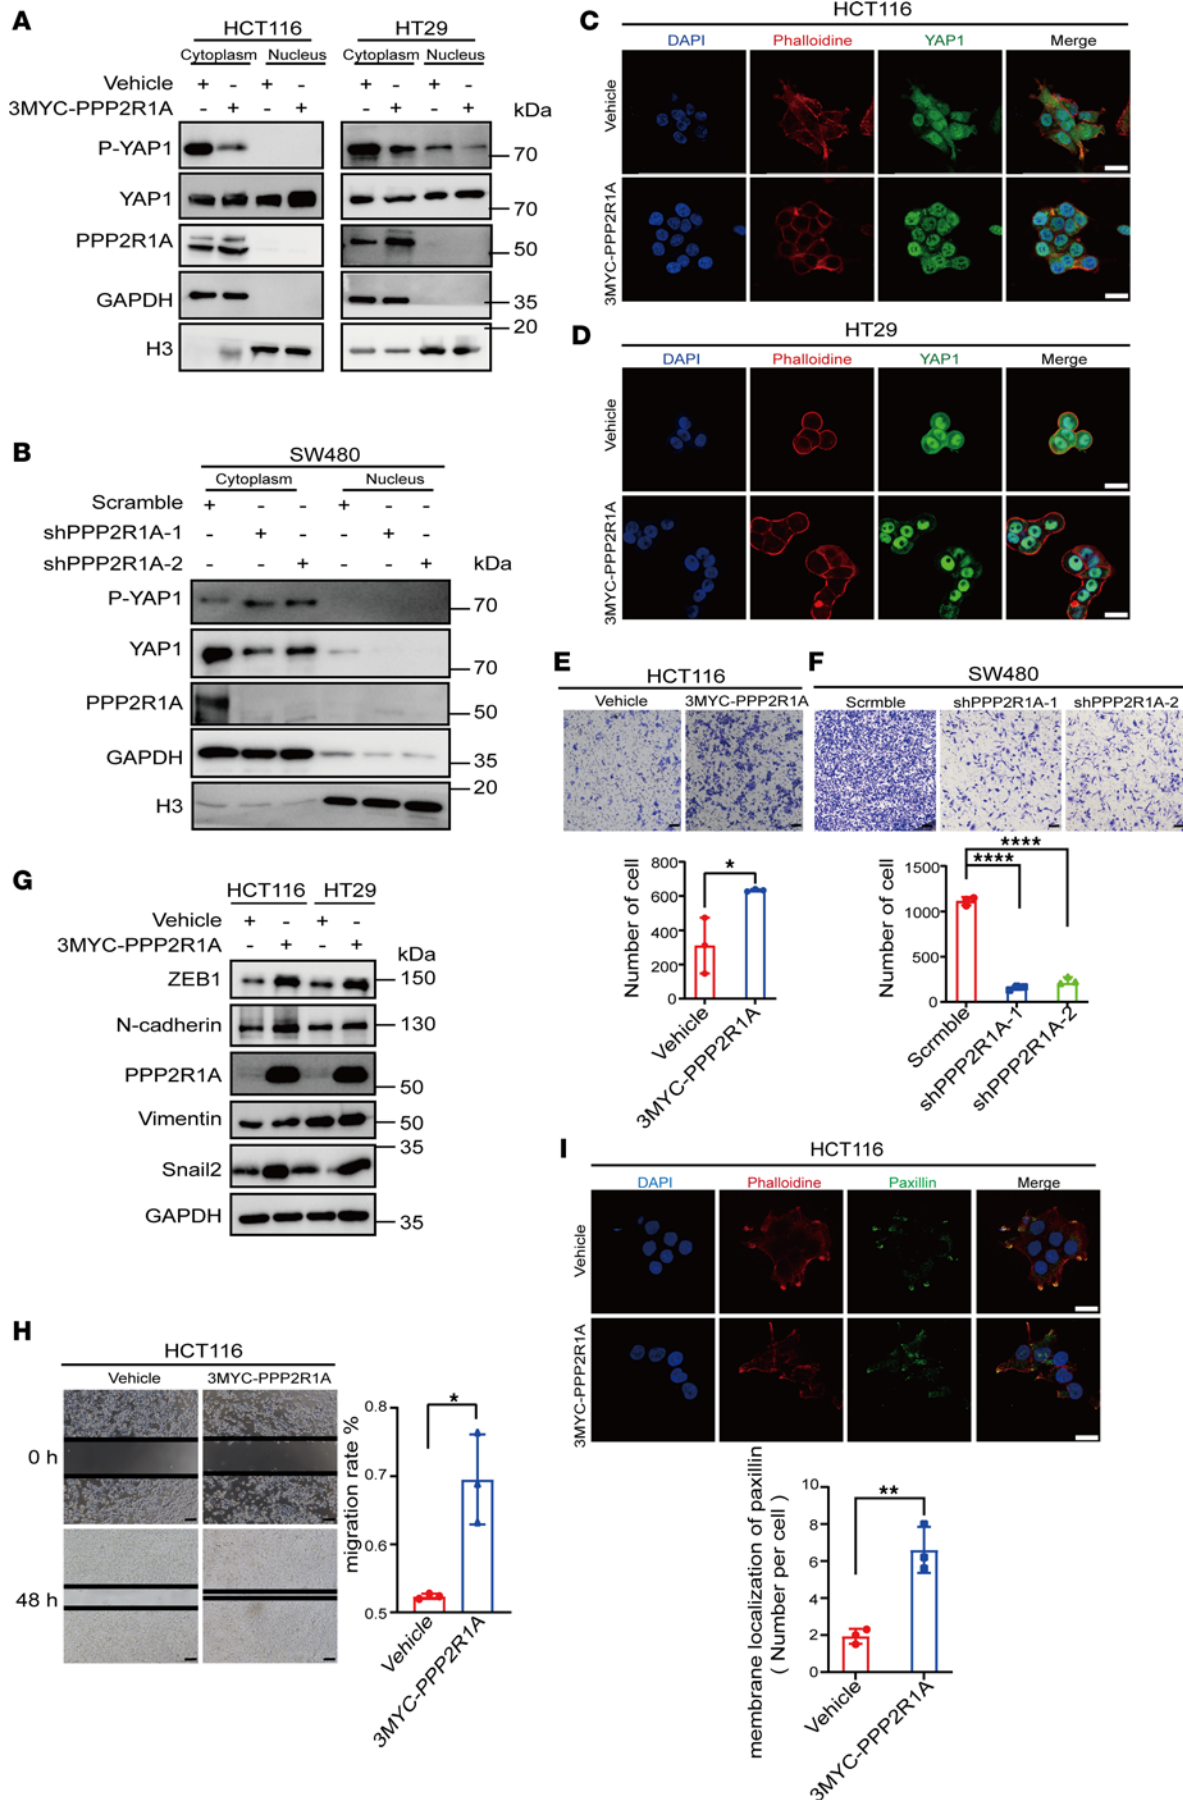 A
HCT116 HT29
Cytoplasm Nucleus Cytoplasm Nucleus
Vehicle + - + - + - + -
3MYC-PPP2R1A - + - + - + - + kDa
P-YAP1 70
YAP1 70
PPP2R1A 50
GAPDH 35
H3 20
B
SW480
Cytoplasm Nucleus
Scramble + - - + - -
shPPP2R1A-1 - + - - + -
shPPP2R1A-2 - - + - - + kDa
P-YAP1 70
YAP1 70
PPP2R1A 50
GAPDH 35
H3 20
C
HCT116
DAPI Phalloidine YAP1 Merge
Vehicle
3MYC-PPP2R1A
D
HT29
DAPI Phalloidine YAP1 Merge
Vehicle
3MYC-PPP2R1A
E
HCT116
Vehicle 3MYC-PPP2R1A
Number of cell
800
600
400
200
0
*
Vehicle
3MYC-PPP2R1A
F
SW480
Scrmble shPPP2R1A-1 shPPP2R1A-2
Number of cell
1500
1000
500
0
****
****
Scrmble
shPPP2R1A-1
shPPP2R1A-2
G
HCT116 HT29
Vehicle + - + -
3MYC-PPP2R1A - + - + kDa
ZEB1 150
N-cadherin 130
PPP2R1A 50
Vimentin 50
35
Snail2
GAPDH 35
H
HCT116
Vehicle 3MYC-PPP2R1A
0 h
48 h
migration rate %
0.8
0.7
0.6
0.5
*
Vehicle
3MYC-PPP2R1A
I
HCT116
DAPI Phalloidine Paxillin Merge
Vehicle
3MYC-PPP2R1A
membrane localization of paxillin
( Number per cell )
10
8
6
4
2
0
**
Vehicle
3MYC-PPP2R1A